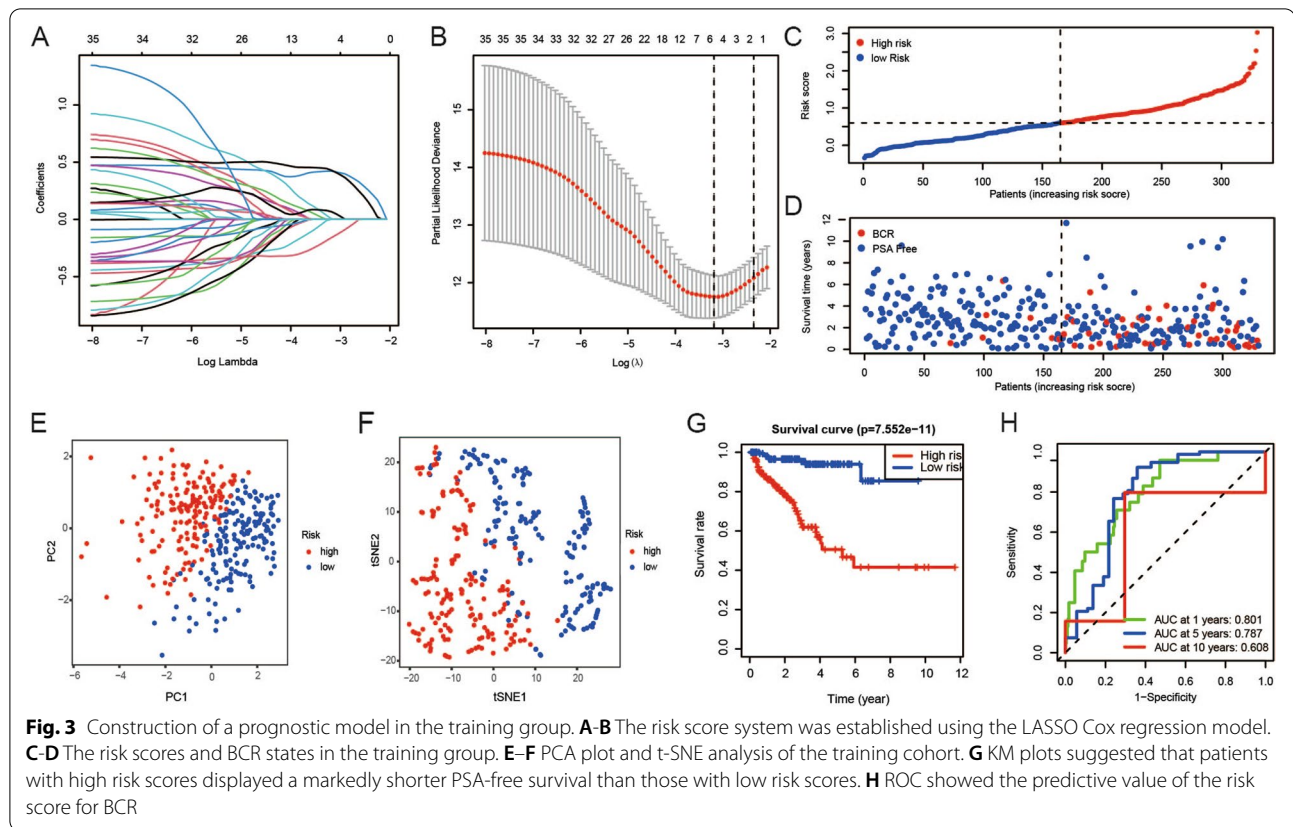 A
35 34 32 26 13 4 0
1.0
0.5
0.0
−0.5
Coefficients
−8 −7 −6 −5 −4 −3 −2
Log Lambda
B
35 35 35 34 33 32 32 27 26 22 18 12 7 6 4 3 2 1
15
14
13
12
Partial Likelihood Deviance
−8 −7 −6 −5 −4 −3 −2
Log (λ)
C
High risk
low Risk
3.0
2.0
1.0
0.0
Risk score
0 50 100 150 200 250 300
Patients (increasing risk socre)
D
BCR
PSA Free
12
10
8
6
4
2
0
Survival time (years)
0 50 100 150 200 250 300
Patients (increasing risk socre)
E
2
0
−2
PC2
−6 −4 −2 0 2
PC1
Risk
high
low
F
20
10
0
−10
−20
tSNE2
−20 −10 0 10 20
tSNE1
Risk
high
low
G
Survival curve (p=7.552e−11)
High risk
Low risk
1.0
0.8
0.6
0.4
0.2
0.0
Survival rate
0 2 4 6 8 10 12
Time (year)
H
1.0
0.8
0.6
0.4
0.2
0.0
Sensitivity
AUC at 1 years: 0.801
AUC at 5 years: 0.787
AUC at 10 years: 0.608
0.0 0.2 0.4 0.6 0.8 1.0
1−Specificity
Fig. 3 Construction of a prognostic model in the training group. A-B The risk score system was established using the LASSO Cox regression model.
C-D The risk scores and BCR states in the training group. E–F PCA plot and t-SNE analysis of the training cohort. G KM plots suggested that patients
with high risk scores displayed a markedly shorter PSA-free survival than those with low risk scores. H ROC showed the predictive value of the risk
score for BCR